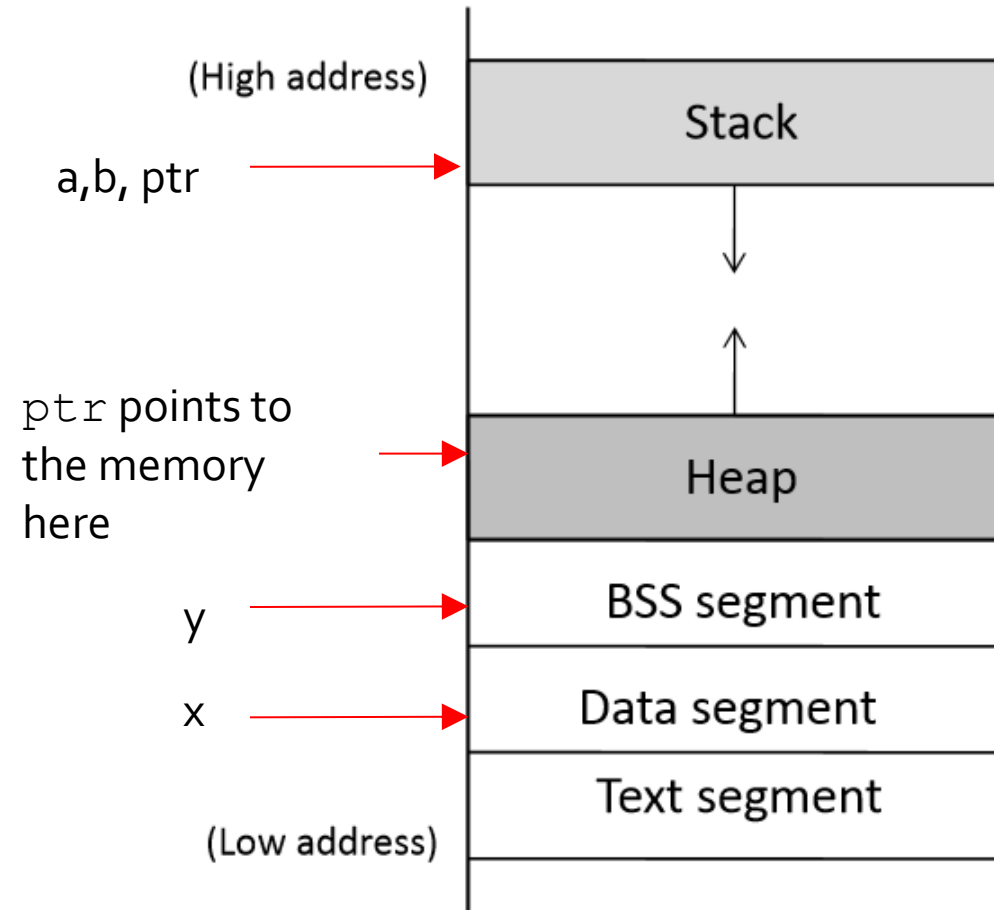 (High address)
Stack
a,b, ptr
ptr points to
the memory
here
Heap
y
BSS segment
x
Data segment
Text segment
(Low address)